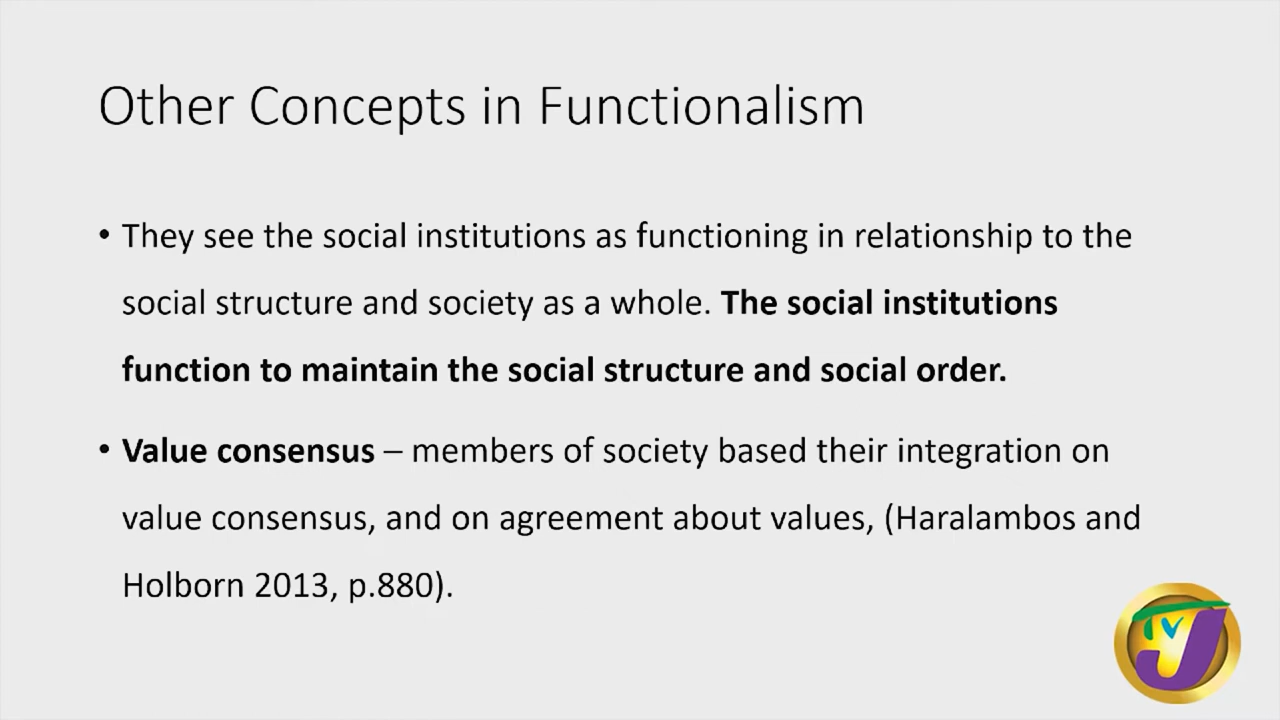 Other Concepts in Functionalism
• They see the social institutions as functioning in relationship to the
social structure and society as a whole. The social institutions
function to maintain the social structure and social order.
• Value consensus – members of society based their integration on
value consensus, and on agreement about values, (Haralambos and
Holborn 2013, p.880).
TVJ